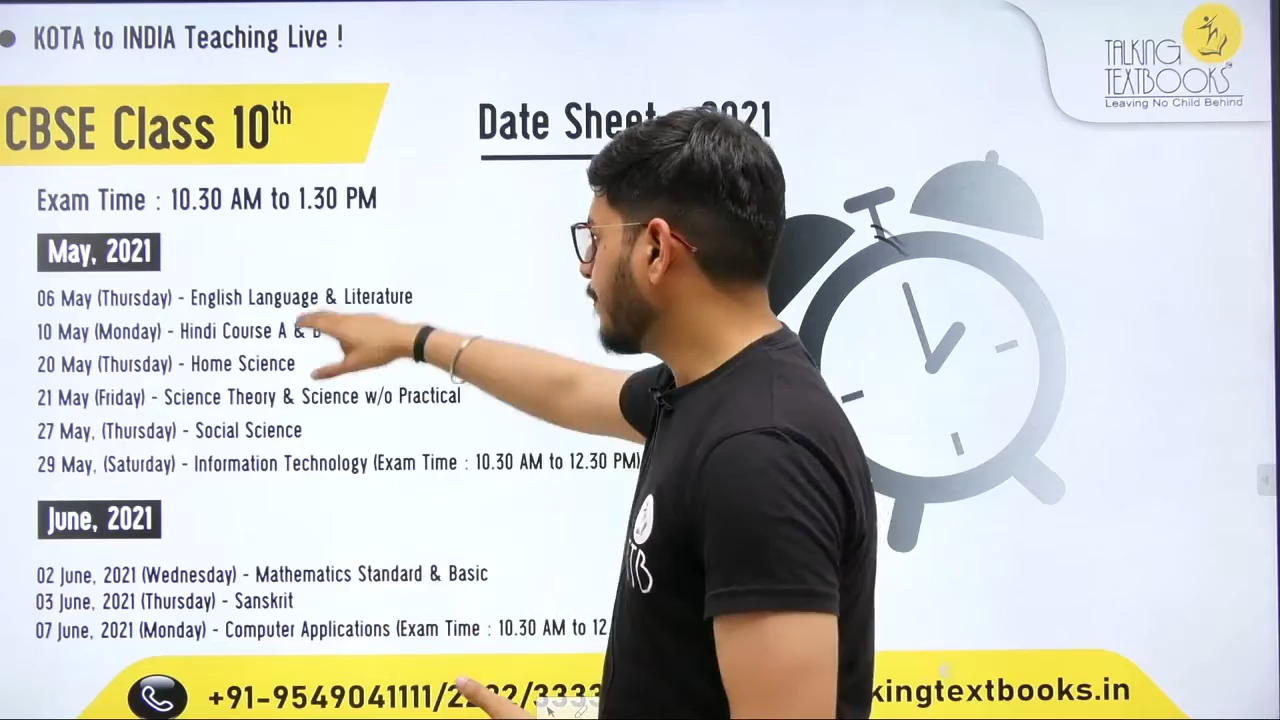 KOTA to INDIA Teaching Live !
TALKING
TEXTBOOKS
Leaving No Child Behind
CBSE Class 10th
Date Sheet 2021
Exam Time : 10.30 AM to 1.30 PM
May, 2021
06 May (Thursday) - English Language & Literature
10 May (Monday) - Hindi Course A & B
20 May (Thursday) - Home Science
21 May (Friday) - Science Theory & Science w/o Practical
27 May, (Thursday) - Social Science
29 May, (Saturday) - Information Technology (Exam Time : 10.30 AM to 12.30 PM)
June, 2021
02 June, 2021 (Wednesday) - Mathematics Standard & Basic
03 June, 2021 (Thursday) - Sanskrit
07 June, 2021 (Monday) - Computer Applications (Exam Time : 10.30 AM to 12
+91-9549041111/2222/3333
kingtextbooks.in
TTB